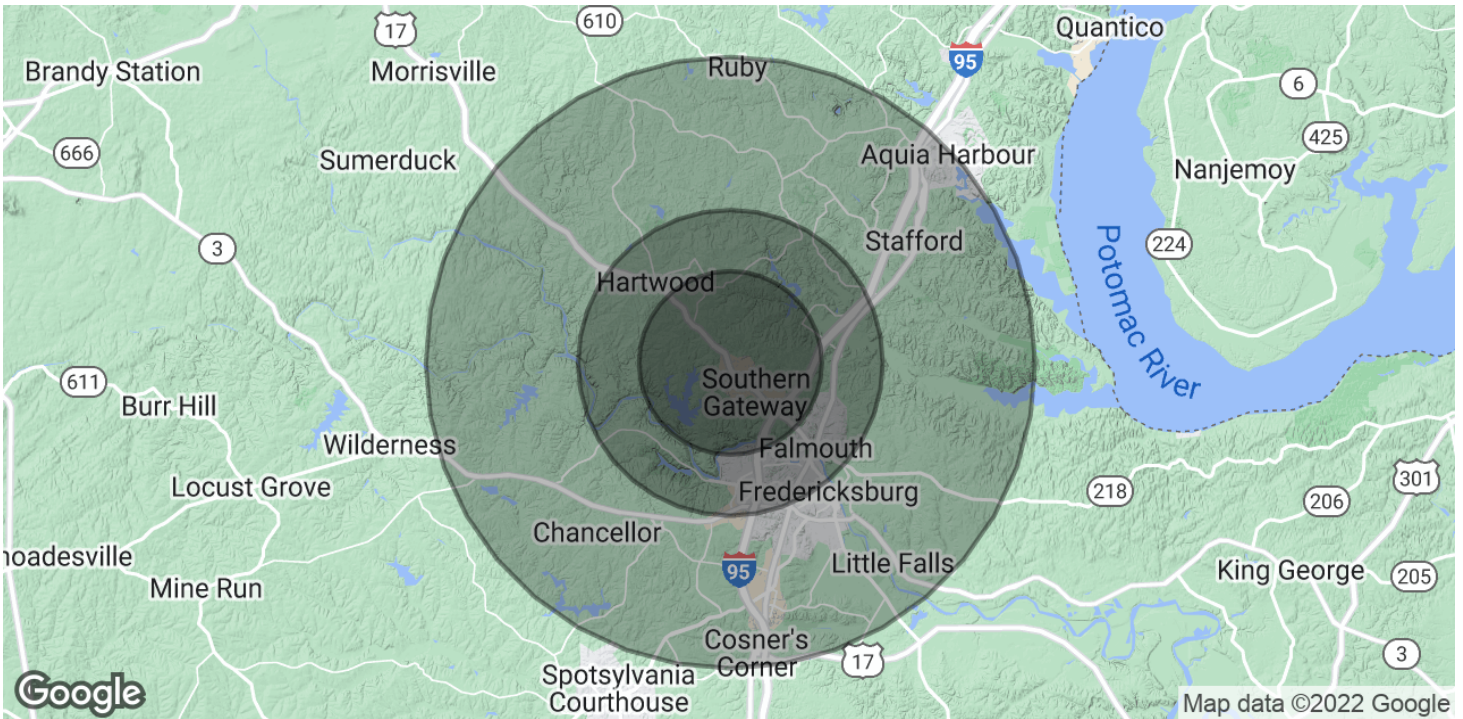 Quantico
610
17
95
Ruby
Brandy Station
Morrisville
6
425
666
Sumerduck
Aquia Harbour
Nanjemoy
3
Stafford
224
Hartwood
Potomac River
Southern
Gateway
611
Burr Hill
Wilderness
Falmouth
Locust Grove
Fredericksburg
218
206
301
Chancellor
noadesville
95
Little Falls
King George
205
Mine Run
Cosner's
Corner
17
3
Spotsylvania
Courthouse
Google
Map data ©2022 Google